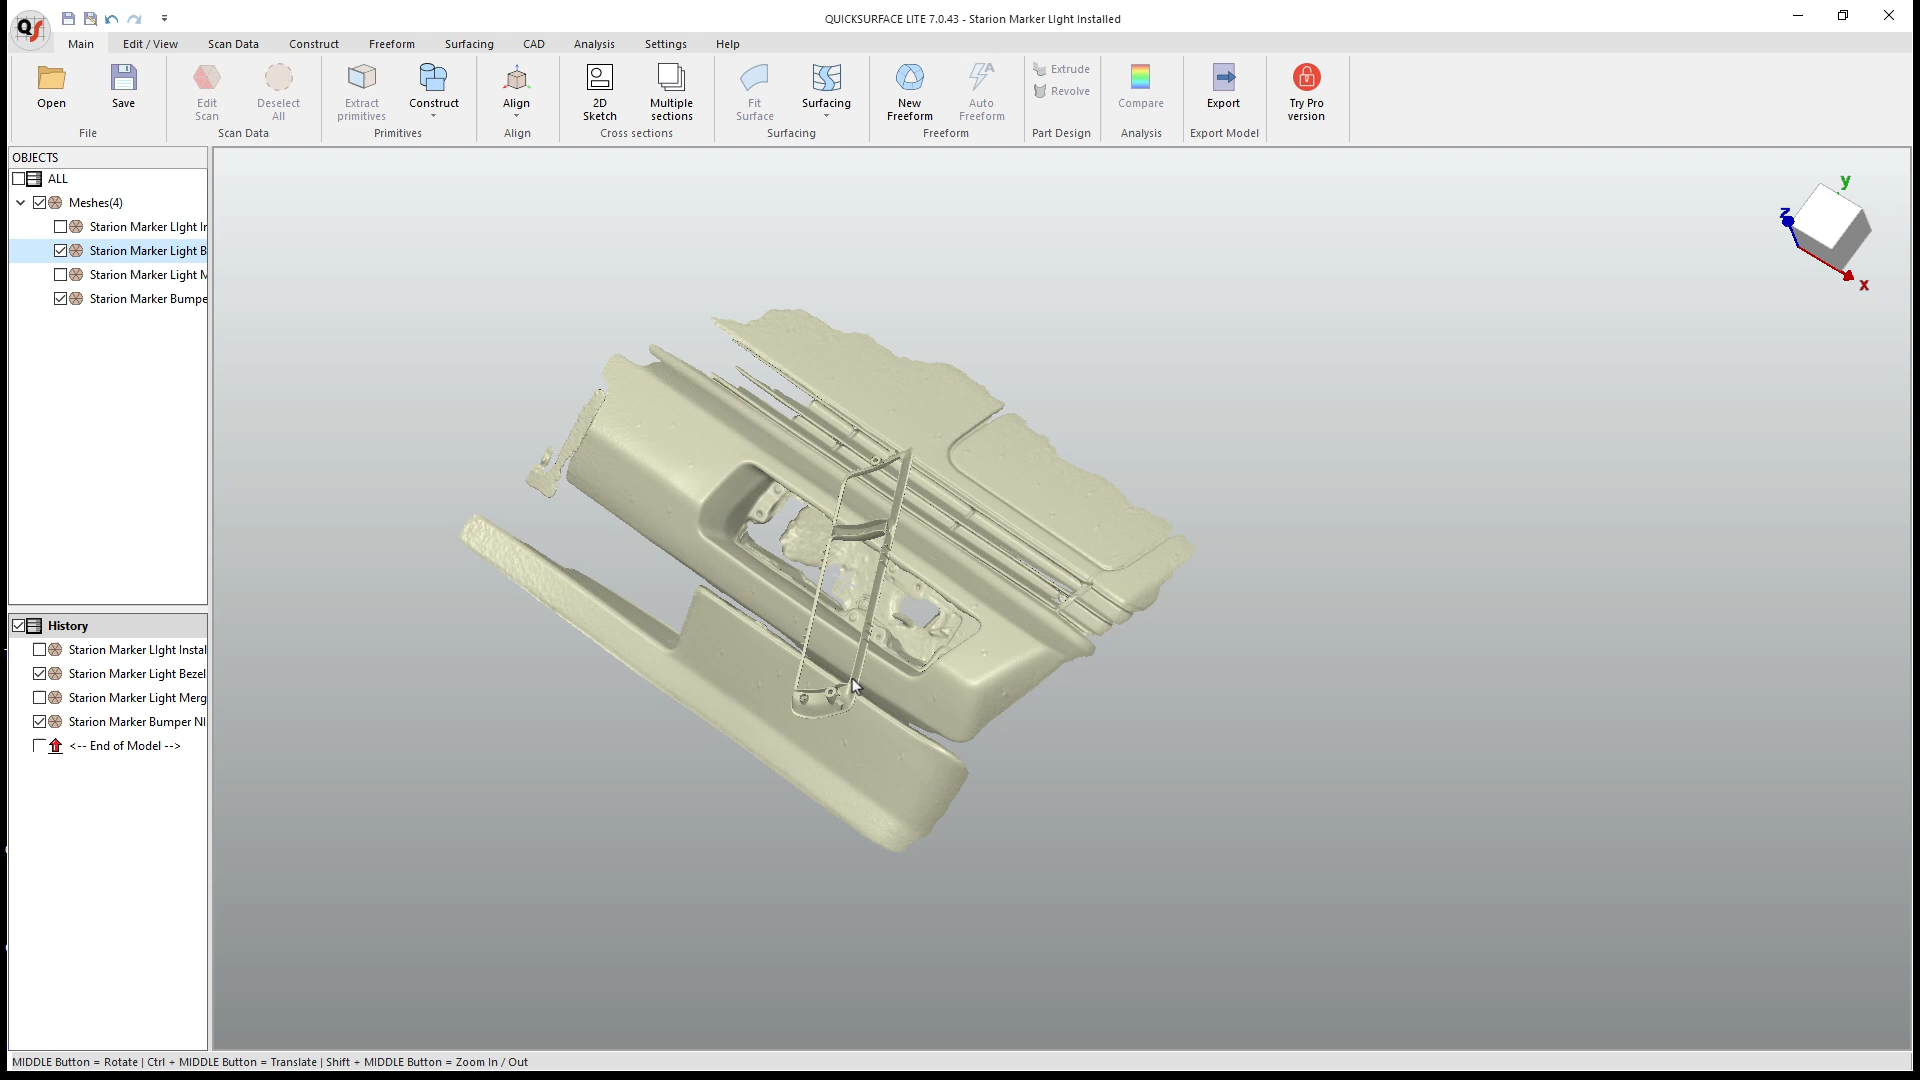 QS
QUICKSURFACE LITE 7.0.43 - Starion Marker LIght Installed
Main Edit / View Scan Data Construct Freeform Surfacing CAD Analysis Settings Help
Open Save Edit Scan Deselect All Extract primitives Construct Align 2D Sketch Multiple sections Fit Surface Surfacing New Freeform Auto Freeform Extrude Revolve Compare Export Try Pro version
File Scan Data Primitives Align Cross sections Surfacing Freeform Part Design Analysis Export Model
OBJECTS
ALL
Meshes(4)
Starion Marker LIght In
Starion Marker Light B
Starion Marker Light M
Starion Marker Bumpe
y
z
x
History
Starion Marker LIght Instal
Starion Marker Light Bezel
Starion Marker Light Merg
Starion Marker Bumper NI
<-- End of Model -->
MIDDLE Button = Rotate | Ctrl + MIDDLE Button = Translate | Shift + MIDDLE Button = Zoom In / Out